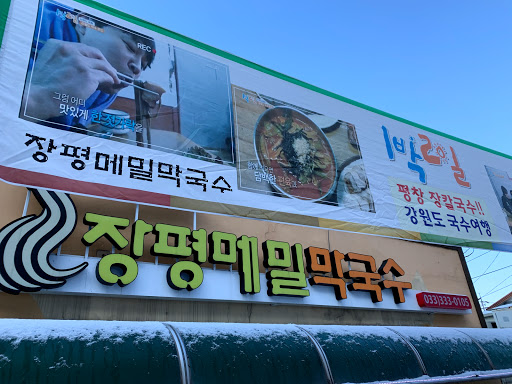 REC
그럼 어디
맛있게
장평메밀막국수
1박2일
평창 장칼국수!!
강원도 국수여행
장평메밀막국수
033)333-0105